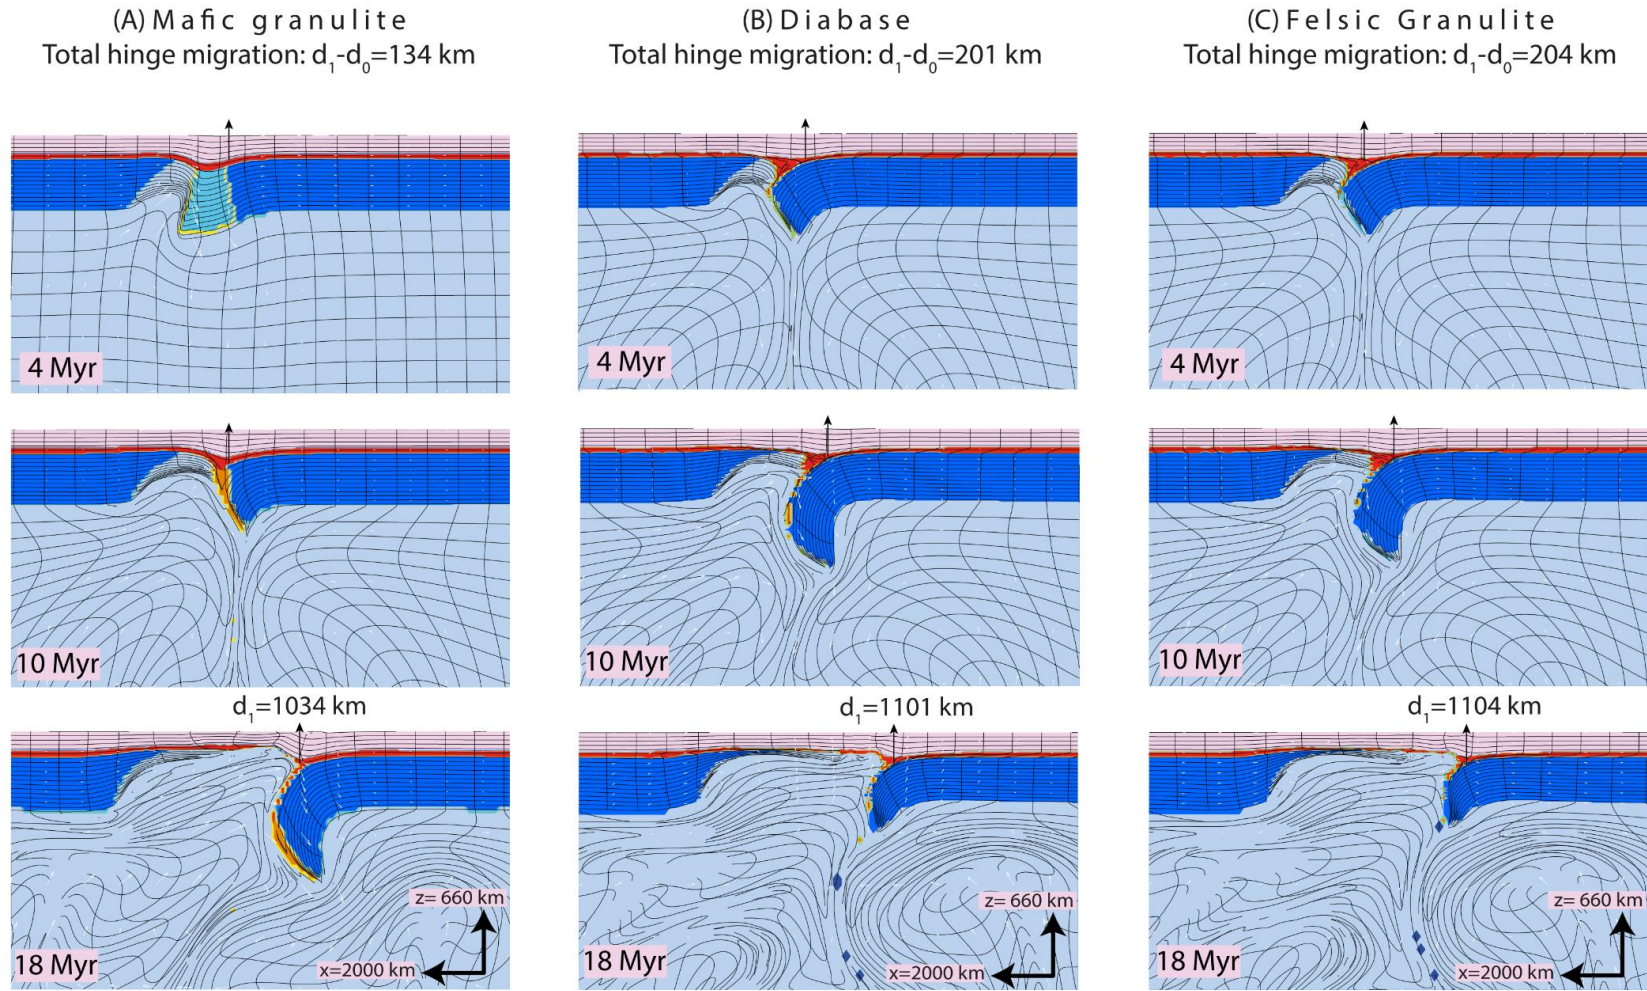 (A) Mafic granulite
Total hinge migration: d₁-d₀=134 km
(B) Diabase
Total hinge migration: d₁-d₀=201 km
(C) Felsic Granulite
Total hinge migration: d₁-d₀=204 km
4 Myr
4 Myr
4 Myr
10 Myr
10 Myr
10 Myr
d₁=1034 km
d₁=1101 km
d₁=1104 km
z= 660 km
z= 660 km
z= 660 km
18 Myr
x=2000 km
18 Myr
x=2000 km
18 Myr
x=2000 km